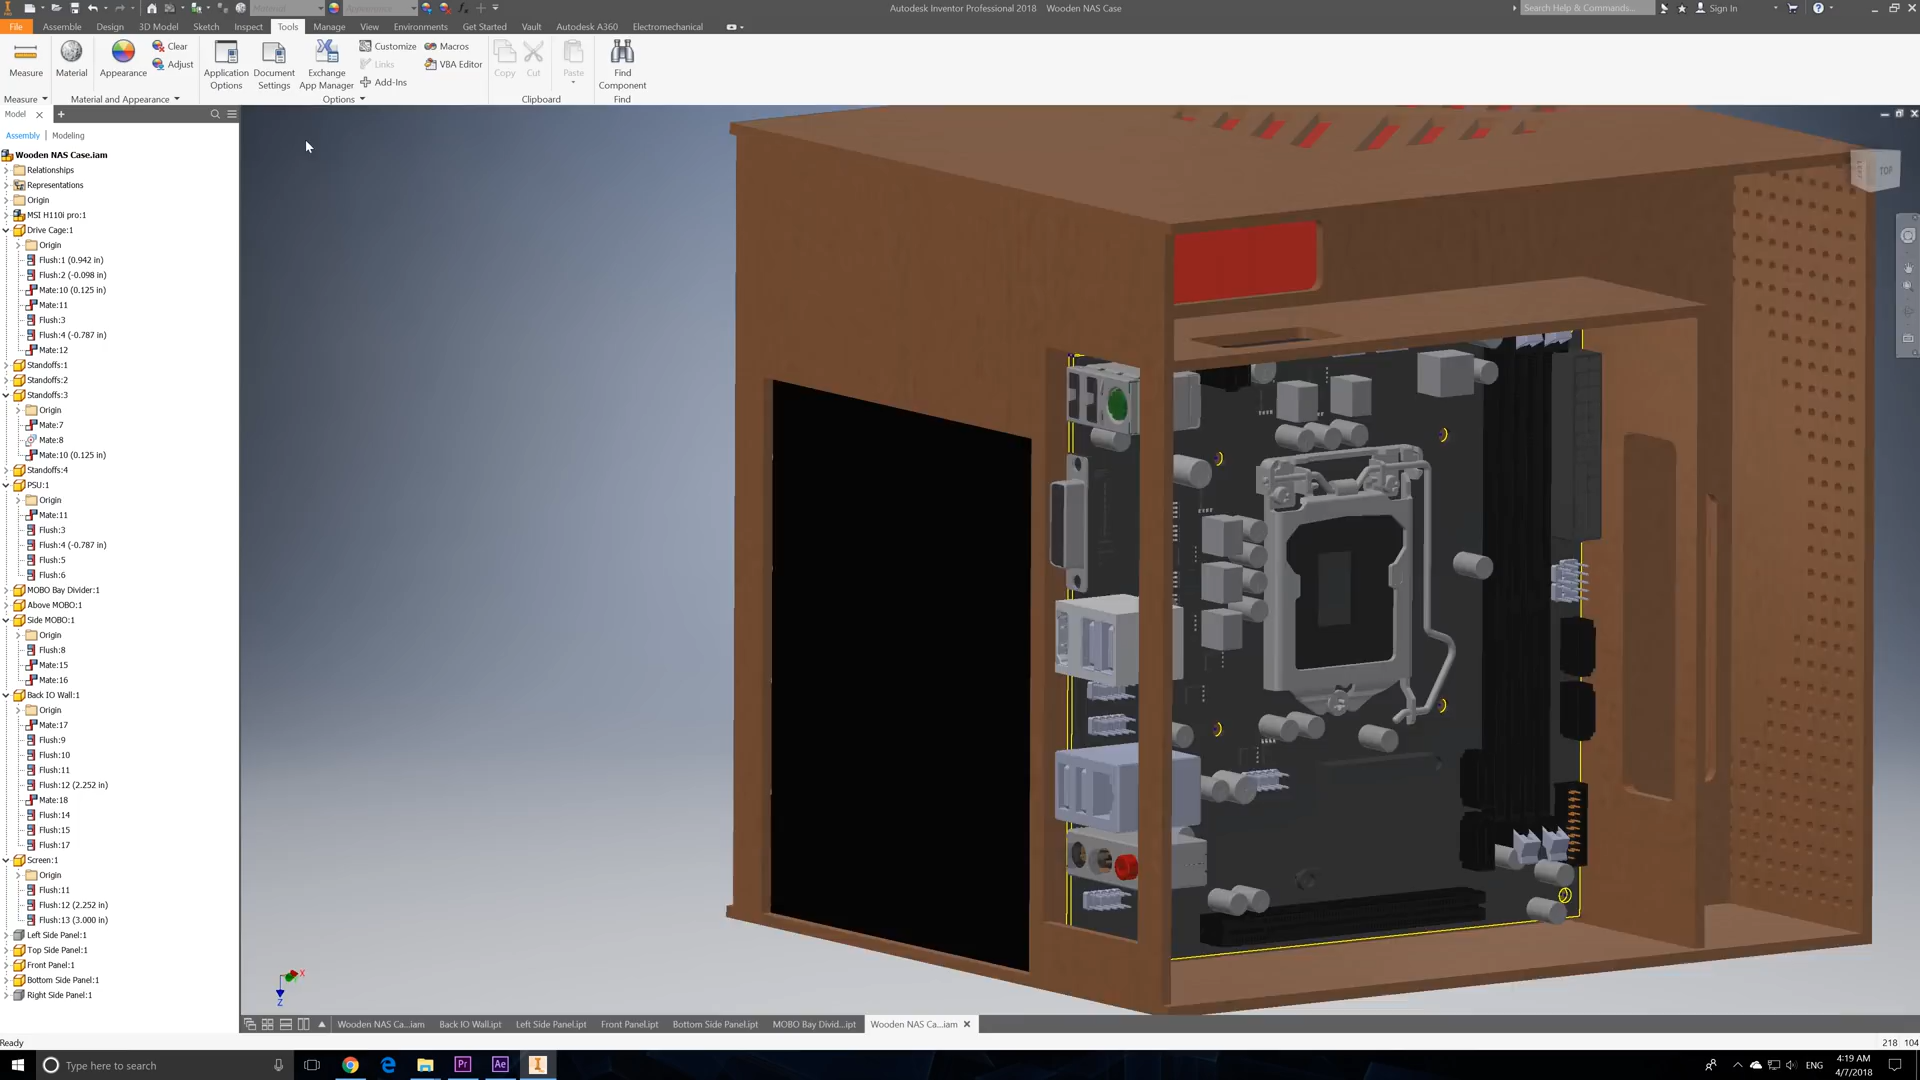 Material
Appearance
Autodesk Inventor Professional 2018 Wooden NAS Case
Search Help & Commands...
Sign In
File
Assemble
Design
3D Model
Sketch
Inspect
Tools
Manage
View
Environments
Get Started
Vault
Autodesk A360
Electromechanical
Measure
Material
Appearance
Clear
Adjust
Application Options
Document Settings
Exchange App Manager
Customize
Links
Add-Ins
Macros
VBA Editor
Copy
Cut
Paste
Find Component
Measure
Material and Appearance
Options
Clipboard
Find
Model
Assembly
Modeling
Wooden NAS Case.iam
Relationships
Representations
Origin
MSI H110i pro:1
Drive Cage:1
Origin
Flush:1 (0.942 in)
Flush:2 (-0.098 in)
Mate:10 (0.125 in)
Mate:11
Flush:3
Flush:4 (-0.787 in)
Mate:12
Standoffs:1
Standoffs:2
Standoffs:3
Origin
Mate:7
Mate:8
Mate:10 (0.125 in)
Standoffs:4
PSU:1
Origin
Mate:11
Flush:3
Flush:4 (-0.787 in)
Flush:5
Flush:6
MOBO Bay Divider:1
Above MOBO:1
Side MOBO:1
Origin
Flush:8
Mate:15
Mate:16
Back IO Wall:1
Origin
Mate:17
Flush:9
Flush:10
Flush:11
Flush:12 (2.252 in)
Mate:18
Flush:14
Flush:15
Flush:17
Screen:1
Origin
Flush:11
Flush:12 (2.252 in)
Flush:13 (3.000 in)
Left Side Panel:1
Top Side Panel:1
Front Panel:1
Bottom Side Panel:1
Right Side Panel:1
TOP
X
Z
Wooden NAS Ca...iam
Back IO Wall.ipt
Left Side Panel.ipt
Front Panel.ipt
Bottom Side Panel.ipt
MOBO Bay Divid...ipt
Wooden NAS Ca...iam
Ready
218 104
Type here to search
Pr
Ae
I
ENG
4:19 AM
4/7/2018